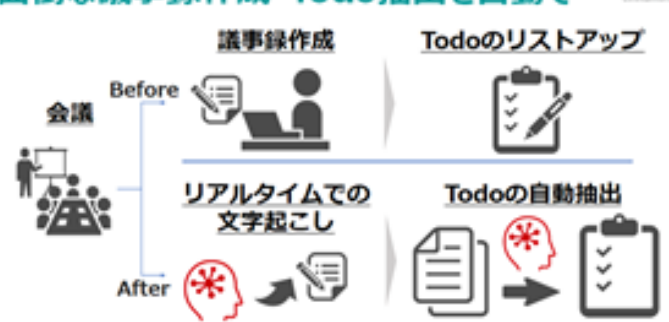 議事録作成
Todoのリストアップ
Before
会議
リアルタイムでの
文字起こし
Todoの自動抽出
After